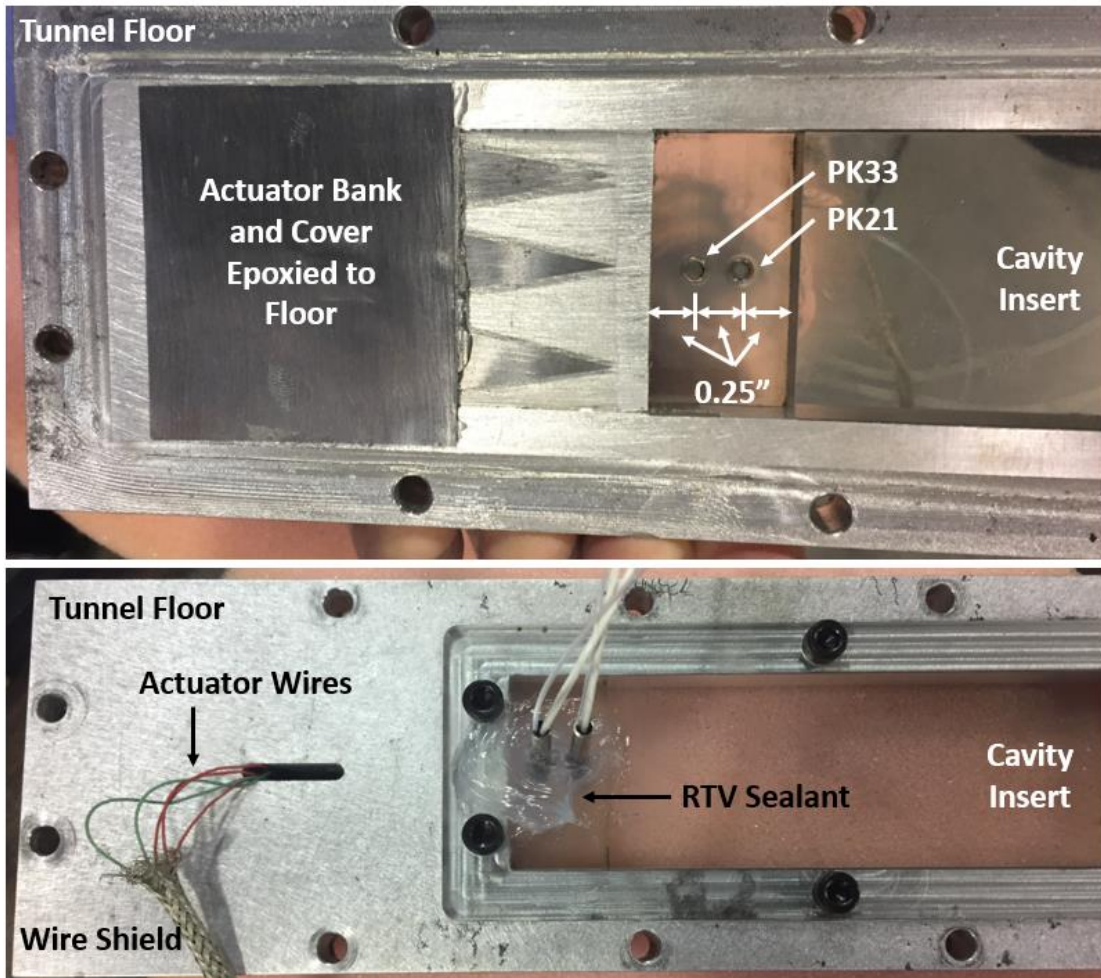 Tunnel Floor
Actuator Bank
and Cover
Epoxied to
Floor
PK33
PK21
Cavity
Insert
0.25”
Tunnel Floor
Actuator Wires
RTV Sealant
Cavity
Insert
Wire Shield